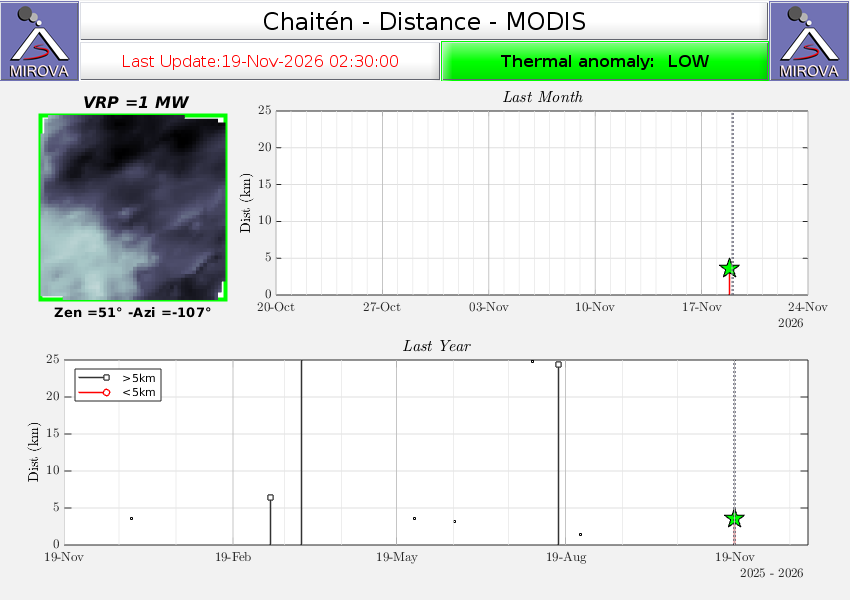 Chaitén - Distance - MODIS
MIROVA
Last Update:19-Nov-2026 02:30:00
Thermal anomaly: LOW
MIROVA
VRP =1 MW
Zen =51° -Azi =-107°
Last Month
Dist (km)
25
20
15
10
5
0
20-Oct
27-Oct
03-Nov
10-Nov
17-Nov
24-Nov
2026
Last Year
Dist (km)
25
20
15
10
5
0
>5km
<5km
19-Nov
19-Feb
19-May
19-Aug
19-Nov
2025 - 2026